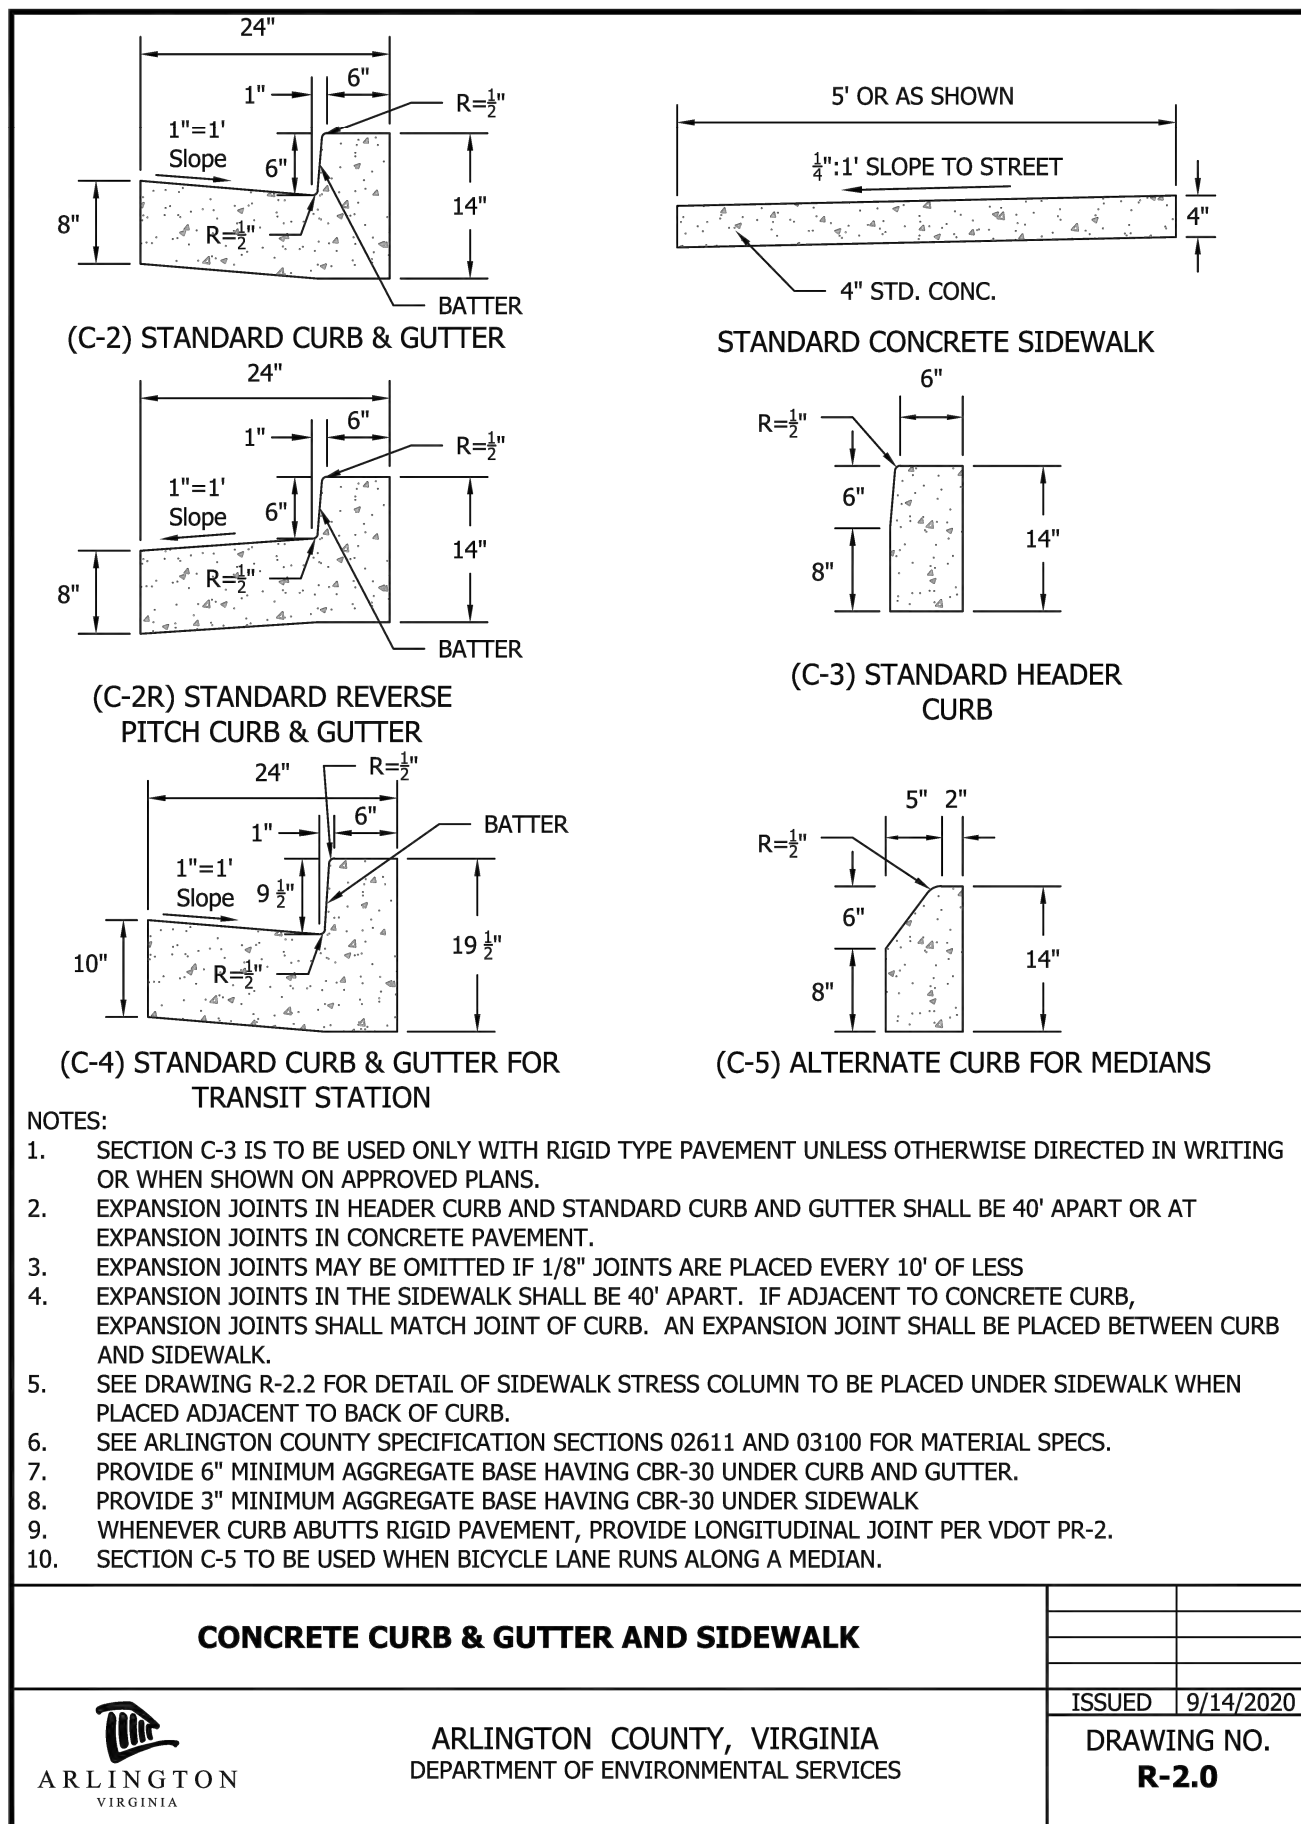 24"
1"
6"
R=1/2"
1"=1'
Slope
6"
8"
R=1/2"
14"
BATTER
(C-2) STANDARD CURB & GUTTER
5' OR AS SHOWN
1/4":1' SLOPE TO STREET
4"
4" STD. CONC.
STANDARD CONCRETE SIDEWALK
24"
1"
6"
R=1/2"
1"=1'
Slope
6"
8"
R=1/2"
14"
BATTER
(C-2R) STANDARD REVERSE
PITCH CURB & GUTTER
6"
R=1/2"
6"
8"
14"
(C-3) STANDARD HEADER
CURB
24"
R=1/2"
1"
6"
BATTER
1"=1'
Slope
9 1/2"
10"
R=1/2"
19 1/2"
(C-4) STANDARD CURB & GUTTER FOR
TRANSIT STATION
5"
2"
R=1/2"
6"
8"
14"
(C-5) ALTERNATE CURB FOR MEDIANS
NOTES:
1. SECTION C-3 IS TO BE USED ONLY WITH RIGID TYPE PAVEMENT UNLESS OTHERWISE DIRECTED IN WRITING
OR WHEN SHOWN ON APPROVED PLANS.
2. EXPANSION JOINTS IN HEADER CURB AND STANDARD CURB AND GUTTER SHALL BE 40' APART OR AT
EXPANSION JOINTS IN CONCRETE PAVEMENT.
3. EXPANSION JOINTS MAY BE OMITTED IF 1/8" JOINTS ARE PLACED EVERY 10' OF LESS
4. EXPANSION JOINTS IN THE SIDEWALK SHALL BE 40' APART. IF ADJACENT TO CONCRETE CURB,
EXPANSION JOINTS SHALL MATCH JOINT OF CURB. AN EXPANSION JOINT SHALL BE PLACED BETWEEN CURB
AND SIDEWALK.
5. SEE DRAWING R-2.2 FOR DETAIL OF SIDEWALK STRESS COLUMN TO BE PLACED UNDER SIDEWALK WHEN
PLACED ADJACENT TO BACK OF CURB.
6. SEE ARLINGTON COUNTY SPECIFICATION SECTIONS 02611 AND 03100 FOR MATERIAL SPECS.
7. PROVIDE 6" MINIMUM AGGREGATE BASE HAVING CBR-30 UNDER CURB AND GUTTER.
8. PROVIDE 3" MINIMUM AGGREGATE BASE HAVING CBR-30 UNDER SIDEWALK
9. WHENEVER CURB ABUTTS RIGID PAVEMENT, PROVIDE LONGITUDINAL JOINT PER VDOT PR-2.
10. SECTION C-5 TO BE USED WHEN BICYCLE LANE RUNS ALONG A MEDIAN.
CONCRETE CURB & GUTTER AND SIDEWALK
ARLINGTON
VIRGINIA
ARLINGTON COUNTY, VIRGINIA
DEPARTMENT OF ENVIRONMENTAL SERVICES
ISSUED 9/14/2020
DRAWING NO.
R-2.0